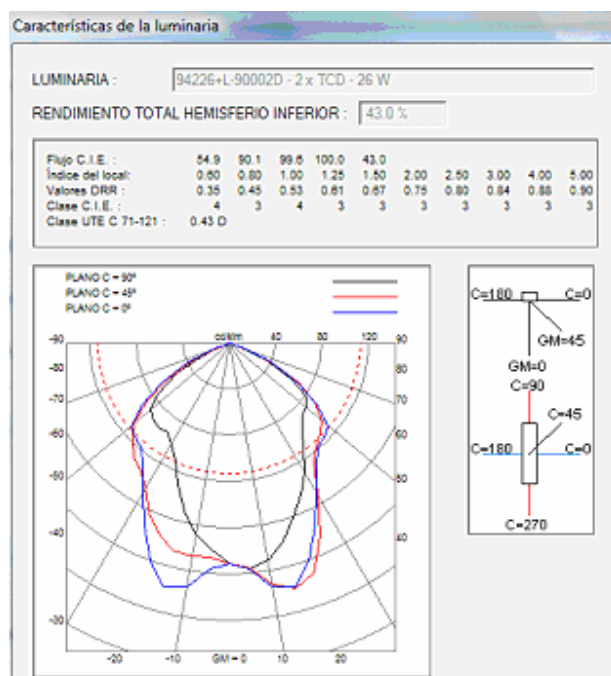 Características de la luminaria
LUMINARIA : 94226+L-90002D - 2 x TCD - 26 W
RENDIMIENTO TOTAL HEMISFERIO INFERIOR : 43.0 %
Flujo C.I.E. : 54.9 90.1 99.6 100.0 43.0
Índice del local: 0.60 0.80 1.00 1.25 1.50 2.00 2.50 3.00 4.00 5.00
Valores DRR : 0.35 0.45 0.53 0.61 0.67 0.75 0.80 0.84 0.88 0.90
Clase C.I.E. : 4 3 4 3 3 3 3 3 3 3
Clase UTE C 71-121 : 0.43 D
PLANO C = 90º
PLANO C = 45º
PLANO C = 0º
-90 cd/klm 40 80 120 90
-80 80
-70 70
-60 60
-50 50
-40 40
-30
-20 -10 GM = 0 10 20
C=180 C=0
GM=45
GM=0
C=90
C=45
C=180 C=0
C=270